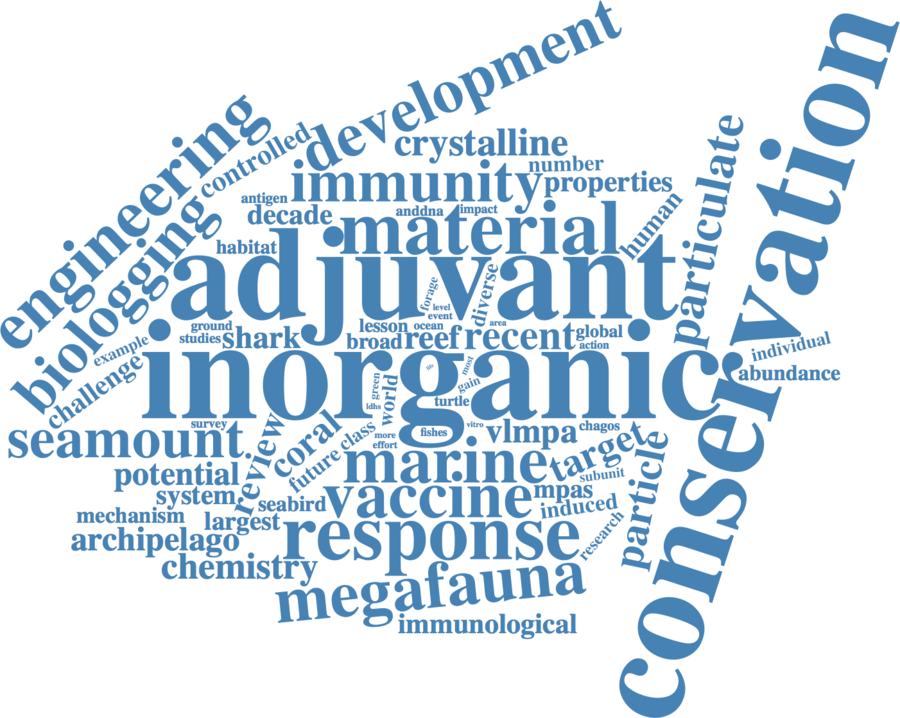 development
conservation
engineering
controlled
crystalline
particulate
number
immunity
properties
antigen
biologging
decade
anddna
impact
human
material
habitat
adjuvant
diverse
forage
level
event
ground
lesson
ocean
area
studies
shark
broad
reef
recent
global
action
example
individual
challenge
inorganic
most
abundance
green
world
gain
idhs
turtle
survey
seamount
review
coral
class
more
effort
fishes
vitro
vlmpa
chagos
future
marine
target
potential
subunit
particle
system
seabird
vaccine
mpas
induced
mechanism
largest
research
archipelago
response
chemistry
megafauna
immunological